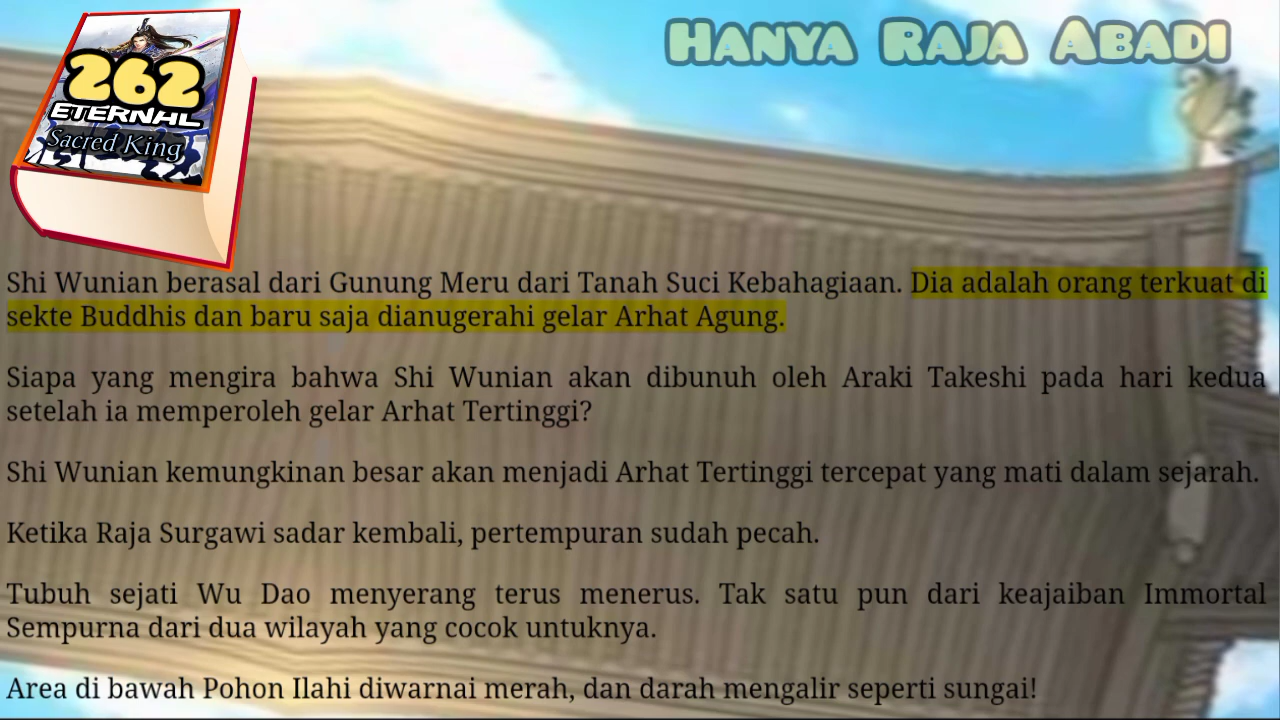 Hanya Raja Abadi
262
ETERNAL
Sacred King
Shi Wunian berasal dari Gunung Meru dari Tanah Suci Kebahagiaan. Dia adalah orang terkuat di
sekte Buddhis dan baru saja dianugerahi gelar Arhat Agung.
Siapa yang mengira bahwa Shi Wunian akan dibunuh oleh Araki Takeshi pada hari kedua
setelah ia memperoleh gelar Arhat Tertinggi?
Shi Wunian kemungkinan besar akan menjadi Arhat Tertinggi tercepat yang mati dalam sejarah.
Ketika Raja Surgawi sadar kembali, pertempuran sudah pecah.
Tubuh sejati Wu Dao menyerang terus menerus. Tak satu pun dari keajaiban Immortal
Sempurna dari dua wilayah yang cocok untuknya.
Area di bawah Pohon Ilahi diwarnai merah, dan darah mengalir seperti sungai!